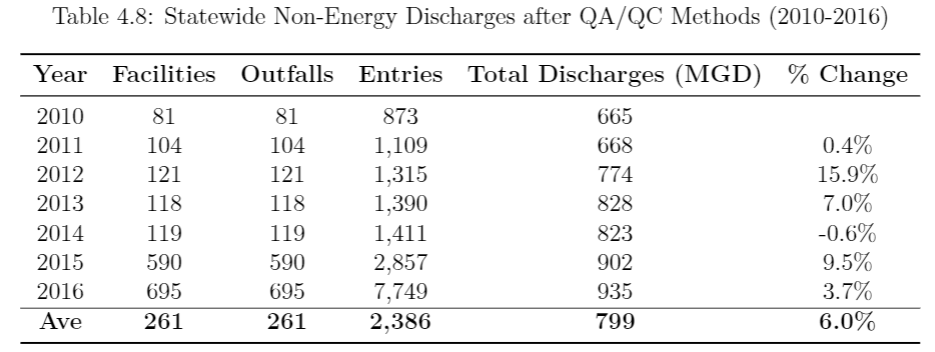 Table 4.8: Statewide Non-Energy Discharges after QA/QC Methods (2010-2016)
Year Facilities Outfalls Entries Total Discharges (MGD) % Change
2010 81 81 873 665
2011 104 104 1,109 668 0.4%
2012 121 121 1,315 774 15.9%
2013 118 118 1,390 828 7.0%
2014 119 119 1,411 823 -0.6%
2015 590 590 2,857 902 9.5%
2016 695 695 7,749 935 3.7%
Ave 261 261 2,386 799 6.0%